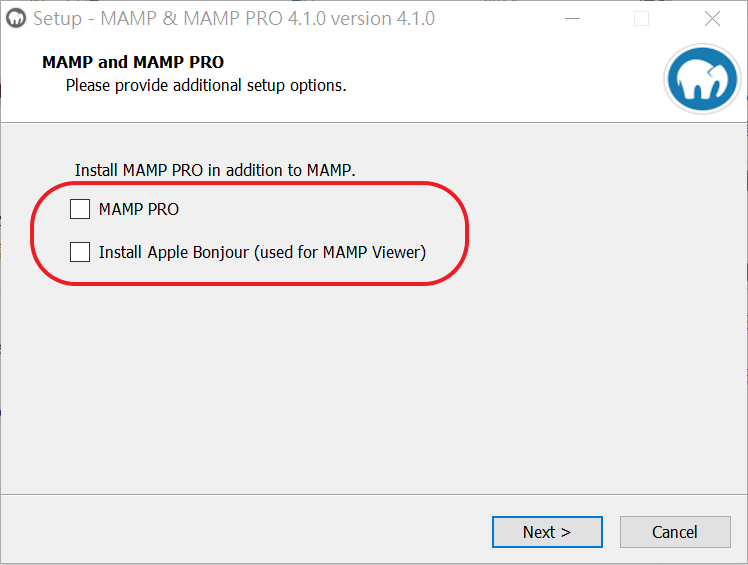 Setup - MAMP & MAMP PRO 4.1.0 version 4.1.0
MAMP and MAMP PRO
Please provide additional setup options.
Install MAMP PRO in addition to MAMP.
MAMP PRO
Install Apple Bonjour (used for MAMP Viewer)
Next >
Cancel